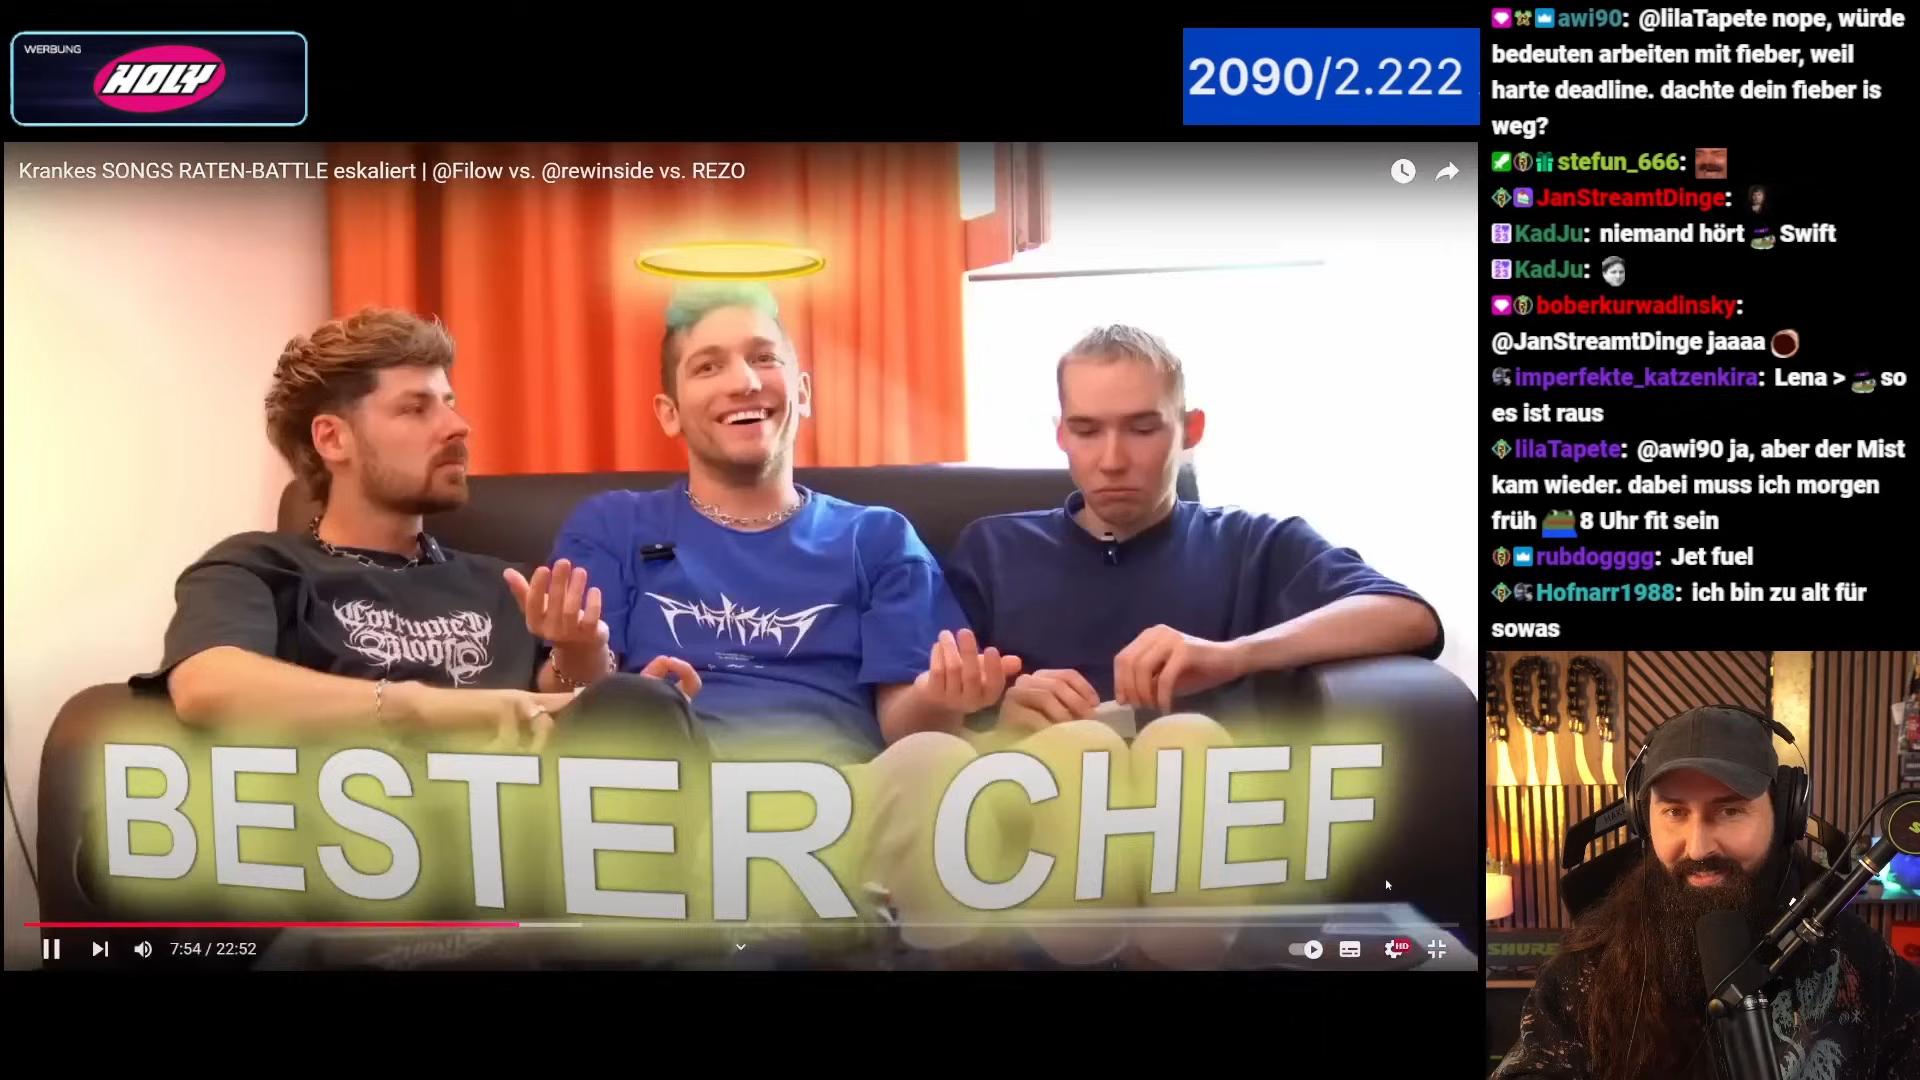 WERBUNG
HOLY
2090/2.222
Krankes SONGS RATEN-BATTLE eskaliert | @Filow vs. @rewinside vs. REZO
BESTER CHEF
7:54 / 22:52
HD
awi90: @lilaTapete nope, würde
bedeuten arbeiten mit fieber, weil
harte deadline. dachte dein fieber is
weg?
stefun_666:
JanStreamtDinge:
KadJu: niemand hört Swift
KadJu:
boberkurwadinsky:
@JanStreamtDinge jaaaa
imperfekte_katzenkira: Lena > so
es ist raus
lilaTapete: @awi90 ja, aber der Mist
kam wieder. dabei muss ich morgen
früh 8 Uhr fit sein
rubdogggg: Jet fuel
Hofnarr1988: ich bin zu alt für
sowas
SHURE